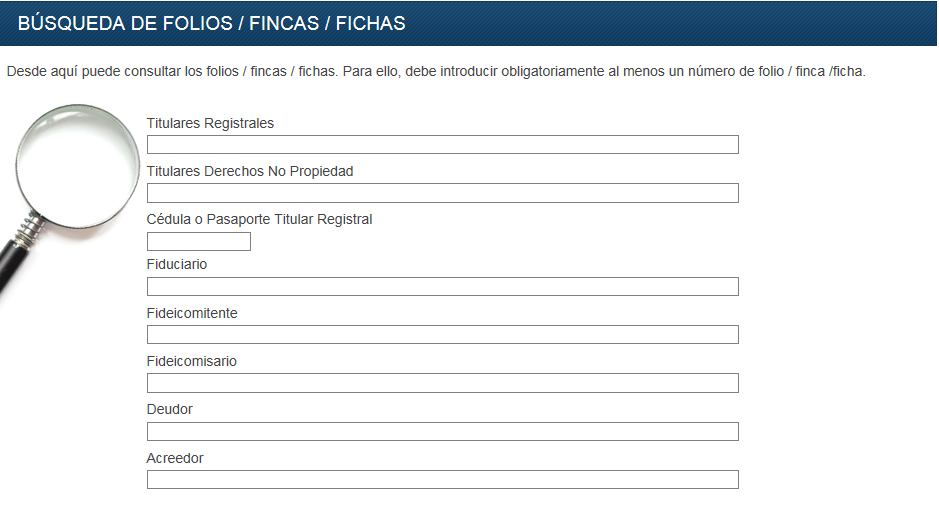 BÚSQUEDA DE FOLIOS / FINCAS / FICHAS
Desde aquí puede consultar los folios / fincas / fichas. Para ello, debe introducir obligatoriamente al menos un número de folio / finca /ficha.
Titulares Registrales
Titulares Derechos No Propiedad
Cédula o Pasaporte Titular Registral
Fiduciario
Fideicomitente
Fideicomisario
Deudor
Acreedor